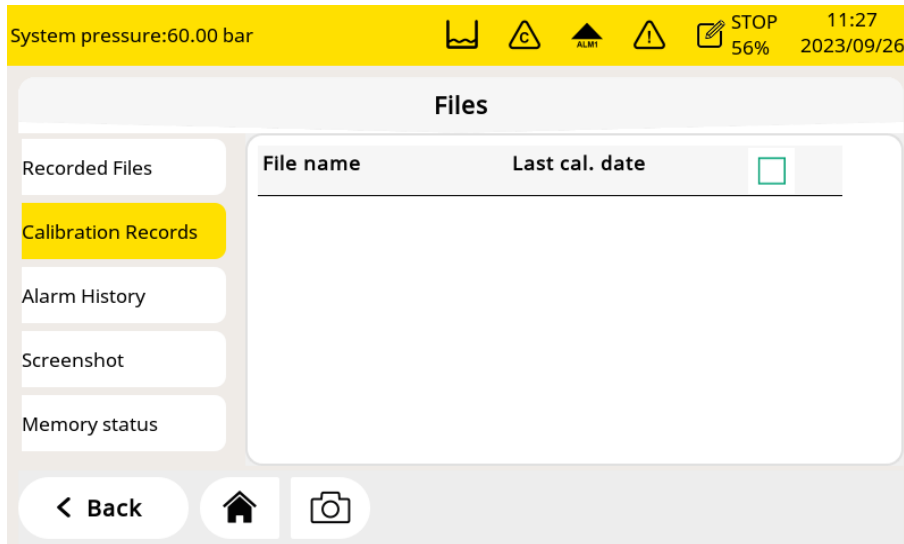 System pressure:60.00 bar
C
ALM1
!
STOP
56%
11:27
2023/09/26
Files
Recorded Files
Calibration Records
Alarm History
Screenshot
Memory status
File name Last cal. date
< Back